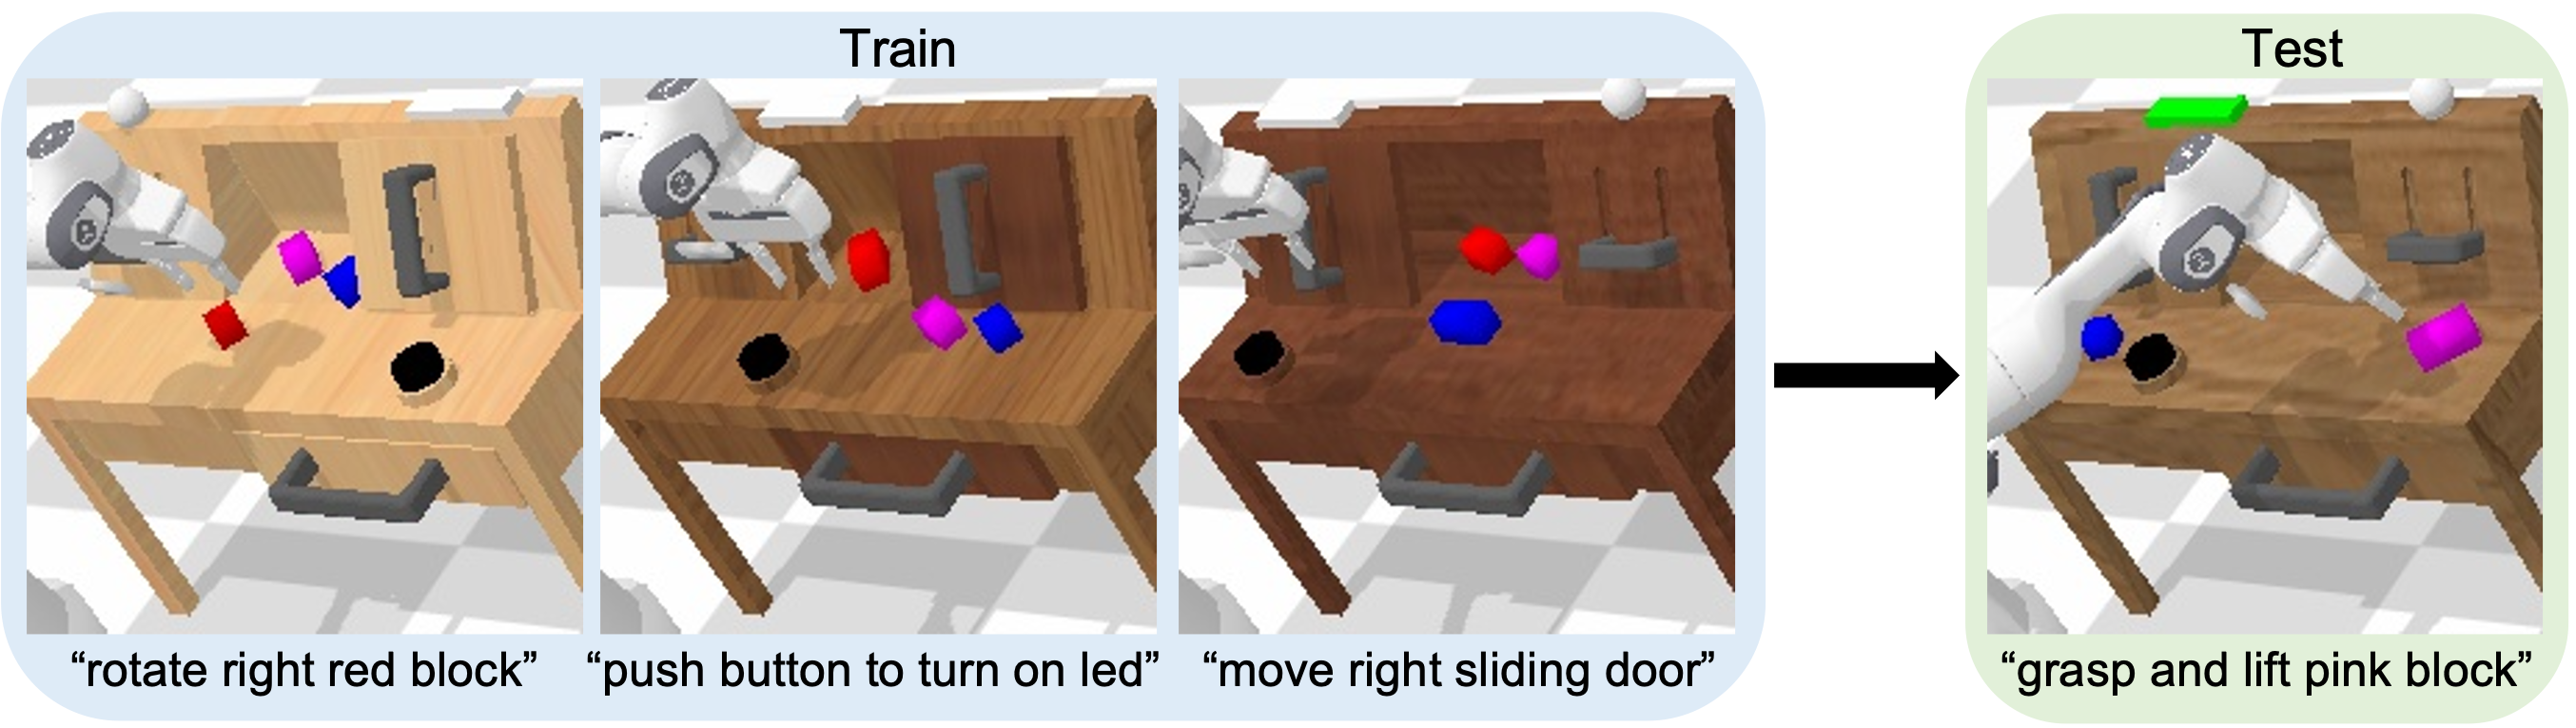 Train
Test
“rotate right red block”
“push button to turn on led”
“move right sliding door”
“grasp and lift pink block”